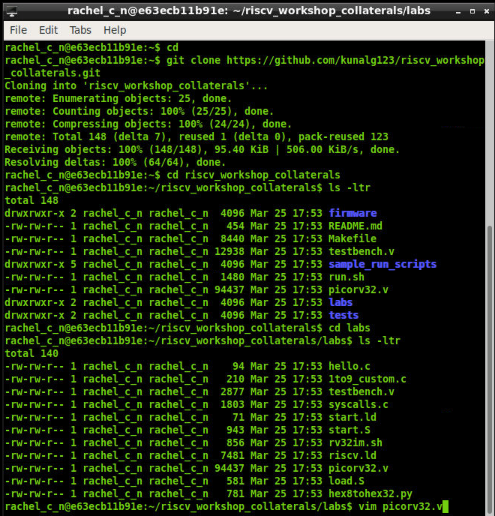 rachel_c_n@e63ecb11b91e: ~/riscv_workshop_collaterals/labs
File Edit Tabs Help
rachel_c_n@e63ecb11b91e:~$ cd
rachel_c_n@e63ecb11b91e:~$ git clone https://github.com/kunalg123/riscv_workshop
_collaterals.git
Cloning into 'riscv_workshop_collaterals'...
remote: Enumerating objects: 25, done.
remote: Counting objects: 100% (25/25), done.
remote: Compressing objects: 100% (24/24), done.
remote: Total 148 (delta 7), reused 1 (delta 0), pack-reused 123
Receiving objects: 100% (148/148), 95.40 KiB | 506.00 KiB/s, done.
Resolving deltas: 100% (64/64), done.
rachel_c_n@e63ecb11b91e:~$ cd riscv_workshop_collaterals
rachel_c_n@e63ecb11b91e:~/riscv_workshop_collaterals$ ls -ltr
total 148
drwxrwxr-x 2 rachel_c_n rachel_c_n  4096 Mar 25 17:53 firmware
-rw-rw-r-- 1 rachel_c_n rachel_c_n   454 Mar 25 17:53 README.md
-rw-rw-r-- 1 rachel_c_n rachel_c_n  8440 Mar 25 17:53 Makefile
-rw-rw-r-- 1 rachel_c_n rachel_c_n 12938 Mar 25 17:53 testbench.v
drwxrwxr-x 5 rachel_c_n rachel_c_n  4096 Mar 25 17:53 sample_run_scripts
-rw-rw-r-- 1 rachel_c_n rachel_c_n  1480 Mar 25 17:53 run.sh
-rw-rw-r-- 1 rachel_c_n rachel_c_n 94437 Mar 25 17:53 picorv32.v
drwxrwxr-x 2 rachel_c_n rachel_c_n  4096 Mar 25 17:53 labs
drwxrwxr-x 2 rachel_c_n rachel_c_n  4096 Mar 25 17:53 tests
rachel_c_n@e63ecb11b91e:~/riscv_workshop_collaterals$ cd labs
rachel_c_n@e63ecb11b91e:~/riscv_workshop_collaterals/labs$ ls -ltr
total 140
-rw-rw-r-- 1 rachel_c_n rachel_c_n    94 Mar 25 17:53 hello.c
-rw-rw-r-- 1 rachel_c_n rachel_c_n   210 Mar 25 17:53 1to9_custom.c
-rw-rw-r-- 1 rachel_c_n rachel_c_n  2877 Mar 25 17:53 testbench.v
-rw-rw-r-- 1 rachel_c_n rachel_c_n  1803 Mar 25 17:53 syscalls.c
-rw-rw-r-- 1 rachel_c_n rachel_c_n    71 Mar 25 17:53 start.ld
-rw-rw-r-- 1 rachel_c_n rachel_c_n   943 Mar 25 17:53 start.S
-rw-rw-r-- 1 rachel_c_n rachel_c_n   856 Mar 25 17:53 rv32im.sh
-rw-rw-r-- 1 rachel_c_n rachel_c_n  7481 Mar 25 17:53 riscv.ld
-rw-rw-r-- 1 rachel_c_n rachel_c_n 94437 Mar 25 17:53 picorv32.v
-rw-rw-r-- 1 rachel_c_n rachel_c_n   581 Mar 25 17:53 load.S
-rw-rw-r-- 1 rachel_c_n rachel_c_n   781 Mar 25 17:53 hex8tohex32.py
rachel_c_n@e63ecb11b91e:~/riscv_workshop_collaterals/labs$ vim picorv32.v